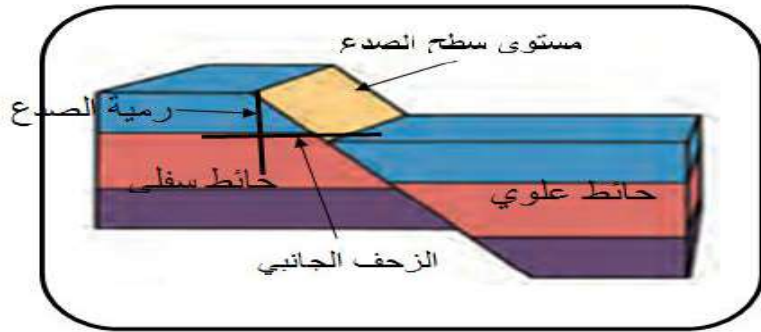 مستوى سطح الصدع
رمية الصدع
حائط سفلي
حائط علوي
الزحف الجانبي